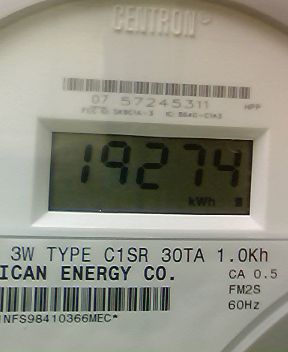 CENTRON
07 57245311 HPP
19274
kWh
3W TYPE C1SR 30TA 1.0Kh
ICAN ENERGY CO. CA 0.5
FM2S
60Hz
NFS98410366MEC*